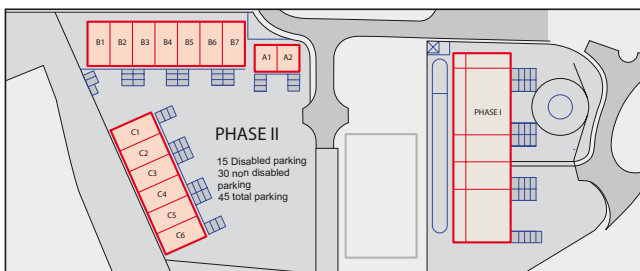 B1 B2 B3 B4 B5 B6 B7
A1 A2
PHASE I
C1
C2
C3
C4
C5
C6
PHASE II
15 Disabled parking
30 non disabled
parking
45 total parking